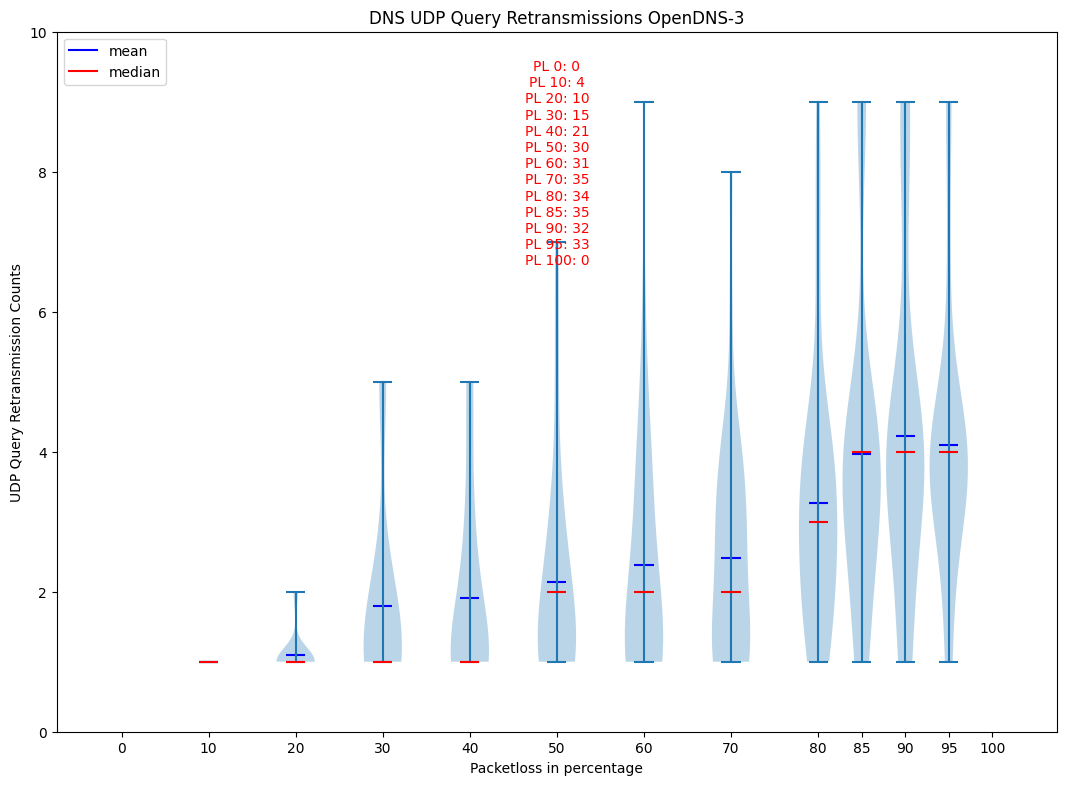 DNS UDP Query Retransmissions OpenDNS-3
mean
median
PL 0: 0
PL 10: 4
PL 20: 10
PL 30: 15
PL 40: 21
PL 50: 30
PL 60: 31
PL 70: 35
PL 80: 34
PL 85: 35
PL 90: 32
PL 95: 33
PL 100: 0
UDP Query Retransmission Counts
10
8
6
4
2
0
0 10 20 30 40 50 60 70 80 85 90 95 100
Packetloss in percentage